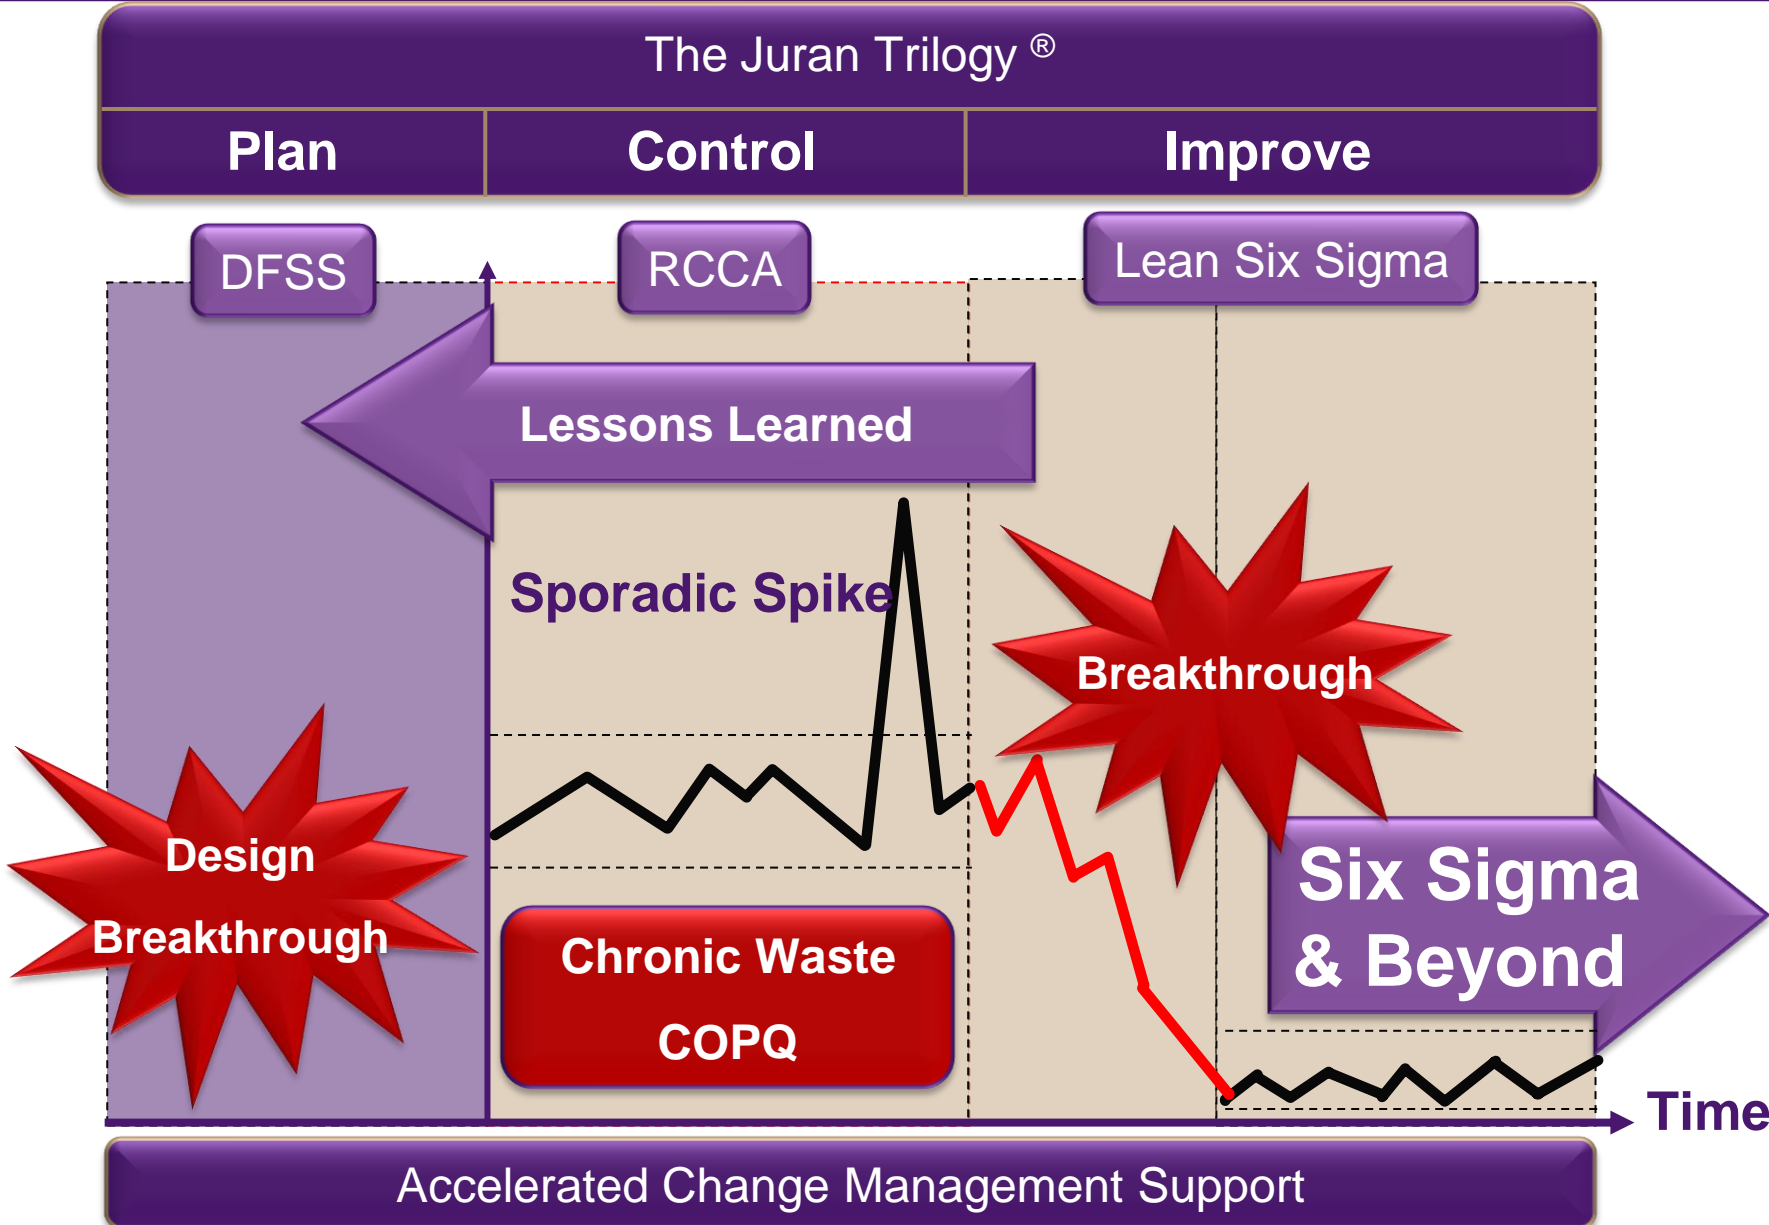 The Juran Trilogy ®
Plan
Control
Improve
DFSS
RCCA
Lean Six Sigma
Lessons Learned
Sporadic Spike
Breakthrough
Design
Breakthrough
Chronic Waste
COPQ
Six Sigma
& Beyond
Time
Accelerated Change Management Support